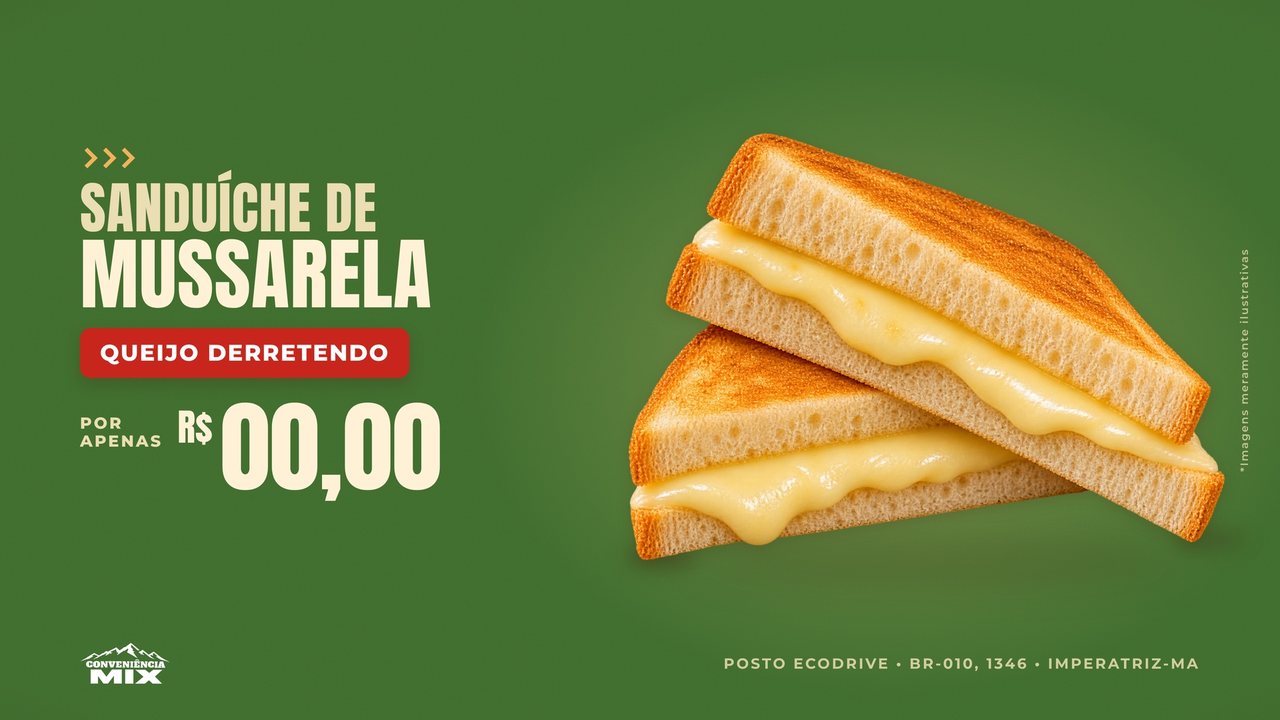 SANDUÍCHE DE
MUSSARELA
QUEIJO DERRETENDO
POR
APENAS
R$ 00,00
*Imagens meramente ilustrativas
CONVENIÊNCIA
MIX
POSTO ECODRIVE • BR-010, 1346 • IMPERATRIZ-MA